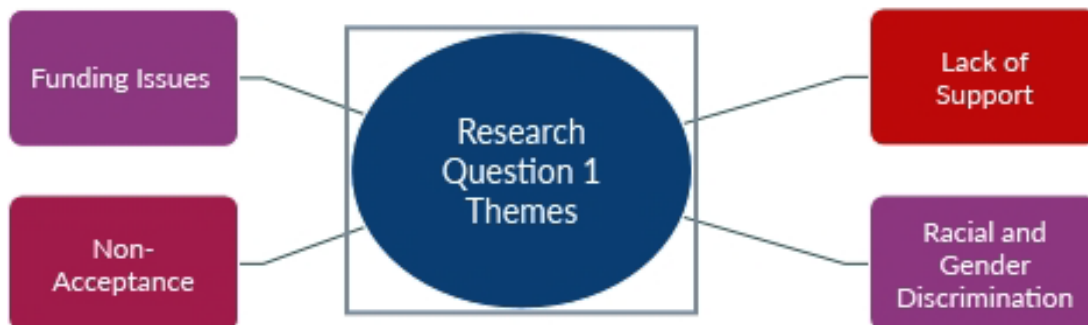 Funding Issues
Non-
Acceptance
Research
Question 1
Themes
Lack of
Support
Racial and
Gender
Discrimination